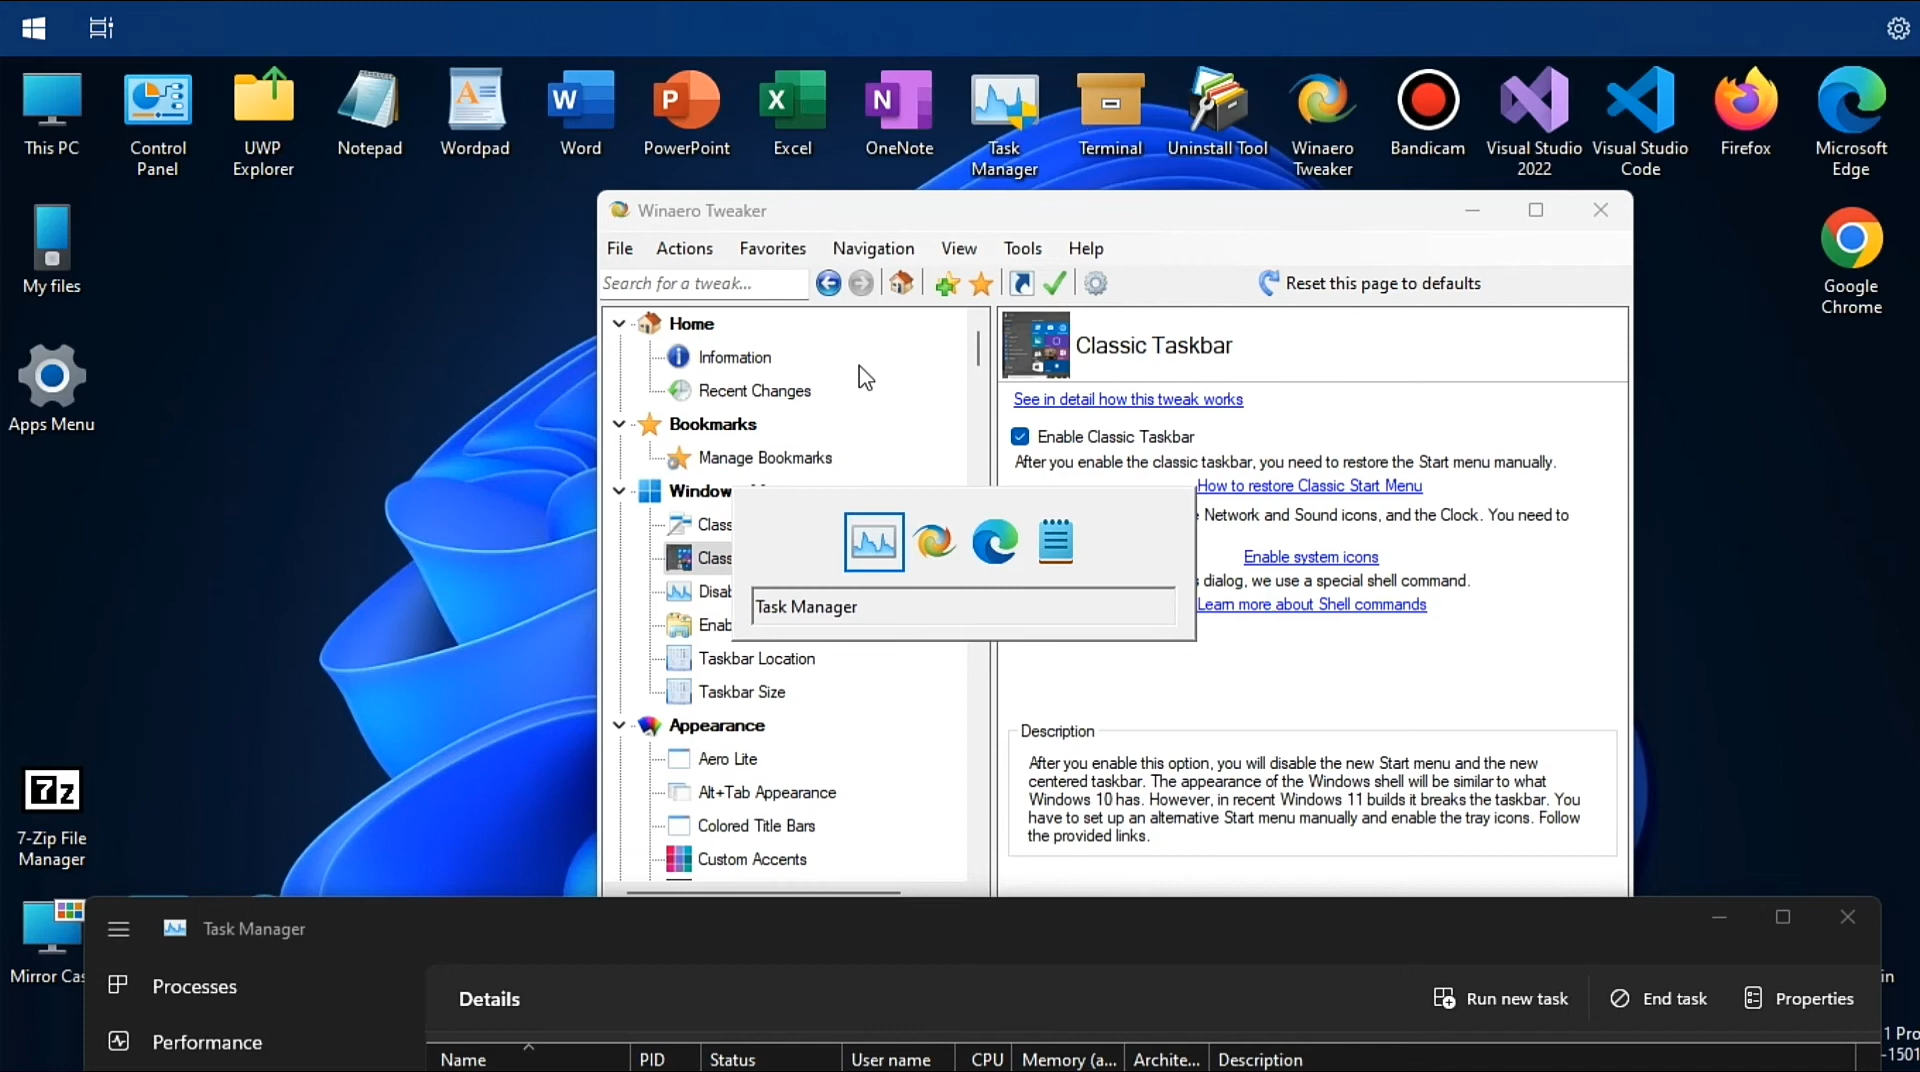 This PC
Control
Panel
UWP
Explorer
Notepad
Wordpad
Word
PowerPoint
Excel
OneNote
Task
Manager
Terminal
Uninstall Tool
Winaero
Tweaker
Bandicam
Visual Studio
2022
Visual Studio
Code
Firefox
Microsoft
Edge
My files
Google
Chrome
Apps Menu
7-Zip File
Manager
Mirror Cas
Winaero Tweaker
File Actions Favorites Navigation View Tools Help
Search for a tweak...
Reset this page to defaults
Home
Information
Recent Changes
Bookmarks
Manage Bookmarks
Window
Clas
Clas
Disab
Enab
Taskbar Location
Taskbar Size
Appearance
Aero Lite
Alt+Tab Appearance
Colored Title Bars
Custom Accents
Classic Taskbar
See in detail how this tweak works
Enable Classic Taskbar
After you enable the classic taskbar, you need to restore the Start menu manually.
How to restore Classic Start Menu
Network and Sound icons, and the Clock. You need to
Enable system icons
dialog, we use a special shell command.
Learn more about Shell commands
Task Manager
Description
After you enable this option, you will disable the new Start menu and the new
centered taskbar. The appearance of the Windows shell will be similar to what
Windows 10 has. However, in recent Windows 11 builds it breaks the taskbar. You
have to set up an alternative Start menu manually and enable the tray icons. Follow
the provided links.
Task Manager
Processes
Performance
Details
Run new task
End task
Properties
Name PID Status User name CPU Memory (a... Archite... Description
in
1 Pro
-1501